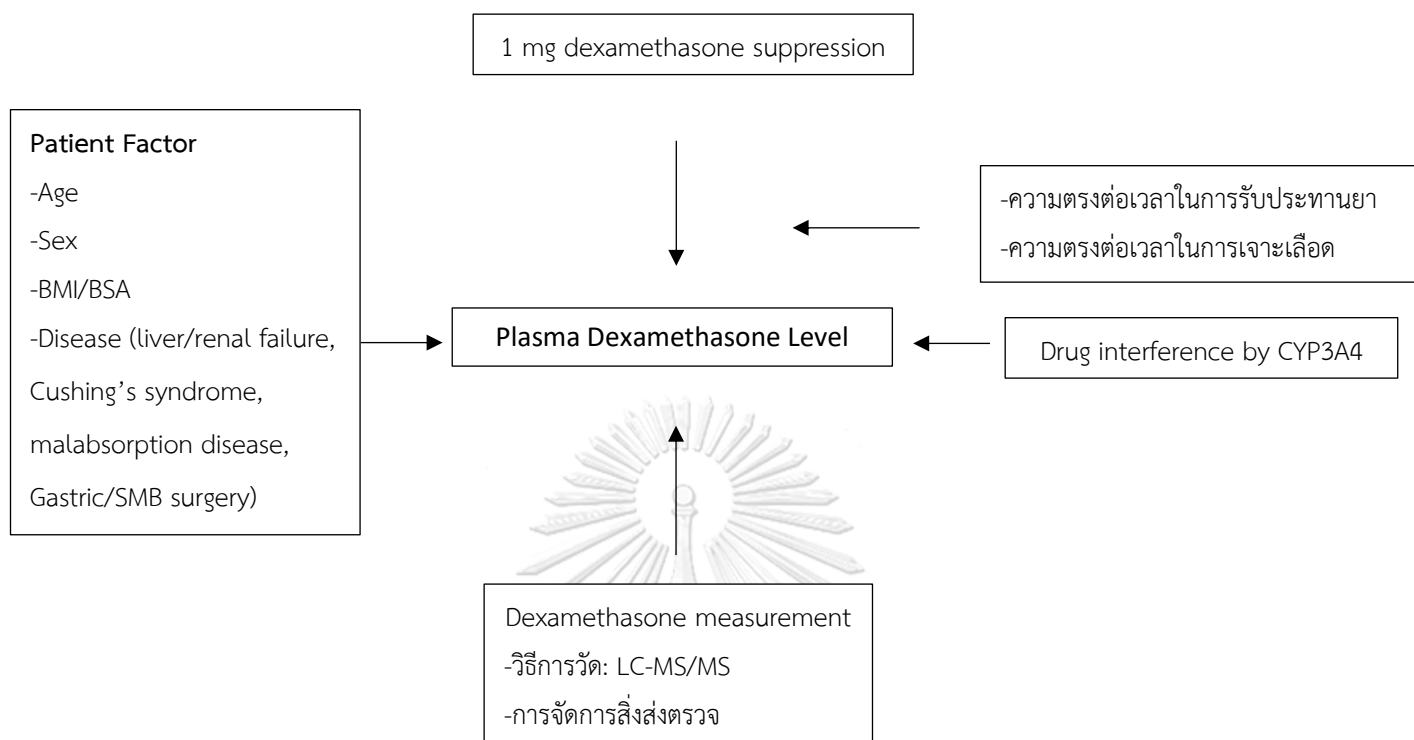 1 mg dexamethasone suppression
Patient Factor
-Age
-Sex
-BMI/BSA
-Disease (liver/renal failure,
Cushing’s syndrome,
malabsorption disease,
Gastric/SMB surgery)
-ความตรงต่อเวลาในการรับประทานยา
-ความตรงต่อเวลาในการเจาะเลือด
Plasma Dexamethasone Level
Drug interference by CYP3A4
Dexamethasone measurement
-วิธีการวัด: LC-MS/MS
-การจัดการสิ่งส่งตรวจ